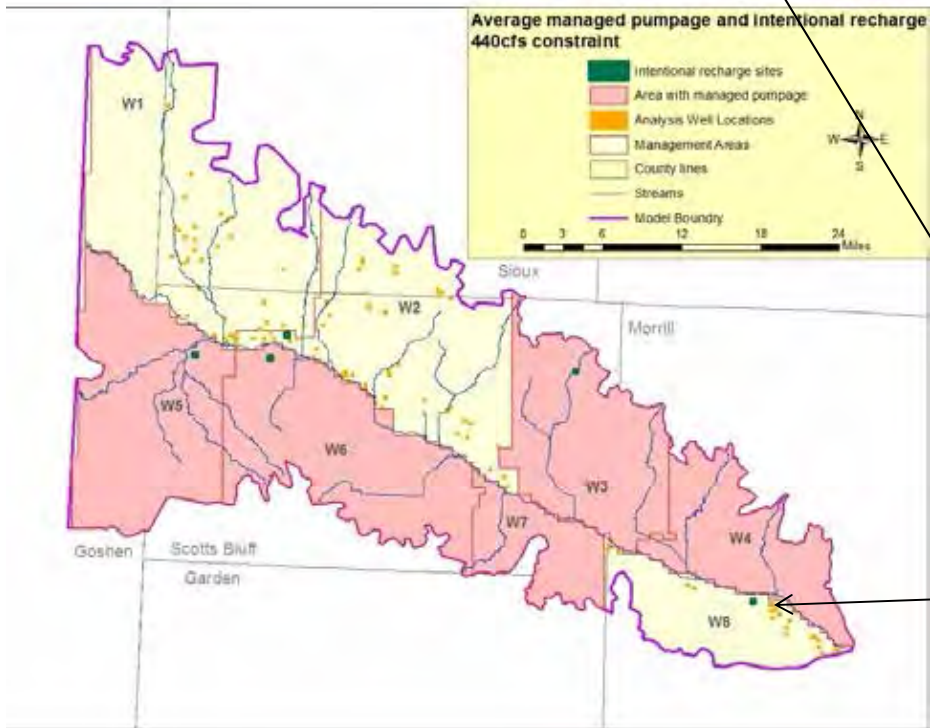 Average managed pumpage and intentional recharge
440cfs constraint
Intentional recharge sites
Area with managed pumpage
Analysis Well Locations
Management Areas
County lines
Streams
Model Boundry
N
W E
S
0 3 6 12 18 24
Miles
W1
Sioux
W2
Morrill
W5
W6
W3
W7
W4
Goshen
Scotts Bluff
Garden
W8